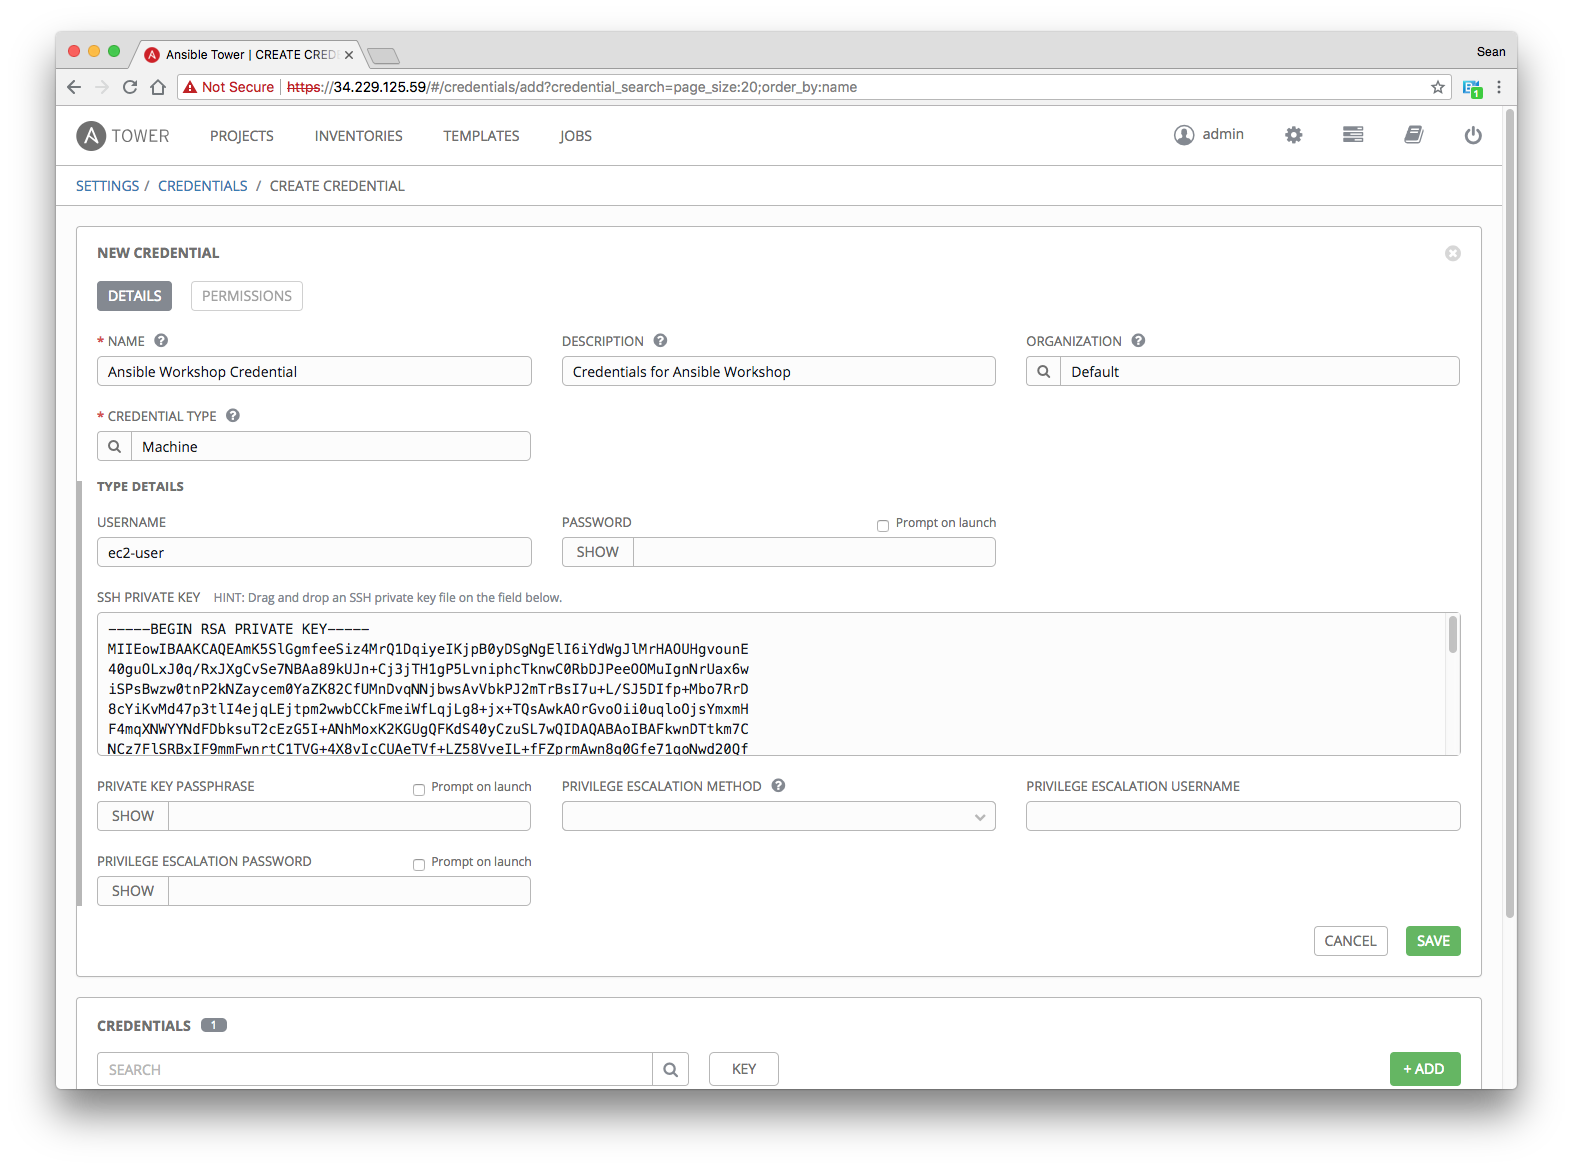 Ansible Tower | CREATE CRED
Sean
Not Secure | https://34.229.125.59/#/credentials/add?credential_search=page_size:20;order_by:name
1
A TOWER PROJECTS INVENTORIES TEMPLATES JOBS admin
SETTINGS / CREDENTIALS / CREATE CREDENTIAL
NEW CREDENTIAL
DETAILS PERMISSIONS
* NAME ? DESCRIPTION ? ORGANIZATION ?
Ansible Workshop Credential Credentials for Ansible Workshop Default
* CREDENTIAL TYPE ?
Machine
TYPE DETAILS
USERNAME PASSWORD Prompt on launch
ec2-user SHOW
SSH PRIVATE KEY HINT: Drag and drop an SSH private key file on the field below.
-----BEGIN RSA PRIVATE KEY-----
MIIEowIBAAKCAQEAmK5SlGgmfeeSiz4MrQ1DqiyeIKjpB0yDSgNgElI6iYdWgJlMrHAOUHgvounE
40guOLxJ0q/RxJXgCvSe7NBAa89kUJn+Cj3jTH1gP5LvniphcTknwC0RbDJPeeOOMuIgnNrUax6w
iSPsBwzw0tnP2kNZaycem0YaZK82CfUMnDvqNNjbwsAvVbkPJ2mTrBsI7u+L/SJ5DIfp+Mbo7RrD
8cYiKvMd47p3tlI4ejqLEjtpm2wwbCCkFmeiWfLqjLg8+jx+TQsAwkAOrGvoOii0uqloOjsYmxmH
F4mqXNWYYNdFDbksuT2cEzG5I+ANhMoxK2KGUgQFKdS40yCzuSL7wQIDAQABAoIBAFkwnDTtkm7C
NCz7FlSRBxIF9mmFwnrtC1TVG+4X8vIcCUAeTVf+LZ58VveIL+fFZprmAwn8q0Gfe71goNwd20Qf
PRIVATE KEY PASSPHRASE Prompt on launch PRIVILEGE ESCALATION METHOD ? PRIVILEGE ESCALATION USERNAME
SHOW
PRIVILEGE ESCALATION PASSWORD Prompt on launch
SHOW
CANCEL SAVE
CREDENTIALS 1
SEARCH KEY + ADD